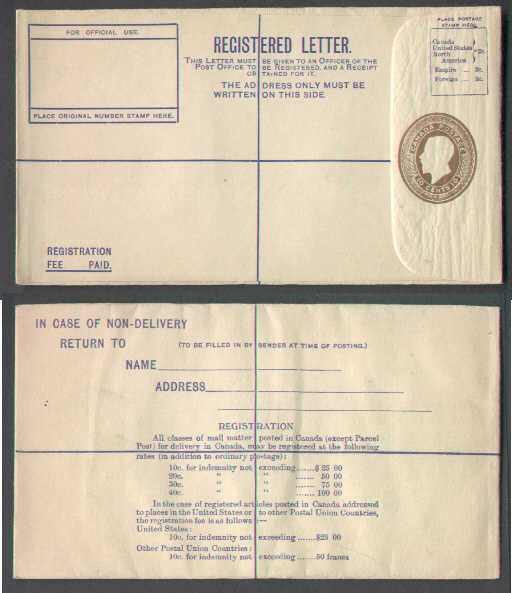 FOR OFFICIAL USE.
PLACE ORIGINAL NUMBER STAMP HERE.
REGISTERED LETTER.
THIS LETTER MUST BE GIVEN TO AN OFFICER OF THE
POST OFFICE TO BE REGISTERED, AND A RECEIPT
OBTAINED FOR IT.
THE ADDRESS ONLY MUST BE
WRITTEN ON THIS SIDE.
PLACE POSTAGE
STAMP HERE.
Canada
United States
North
America
Empire ... 2c.
Foreign ...
CANADA POSTAGE
10 CENTS 10
REGISTRATION
FEE PAID.
IN CASE OF NON-DELIVERY
RETURN TO (TO BE FILLED IN BY SENDER AT TIME OF POSTING.)
NAME
ADDRESS
REGISTRATION
All classes of mail matter posted in Canada (except Parcel
Post) for delivery in Canada, may be registered at the following
rates (in addition to ordinary postage):
10c. for indemnity not exceeding ......$ 25 00
20c. " " ...... 50 00
30c. " " ...... 75 00
40c. " " ...... 100 00
In the case of registered articles posted in Canada addressed
to places in the United States or to other Postal Union Countries,
the registration fee is as follows:—
United States:
10c. for indemnity not exceeding ......$25 00
Other Postal Union Countries:
10c. for indemnity not exceeding ......50 francs